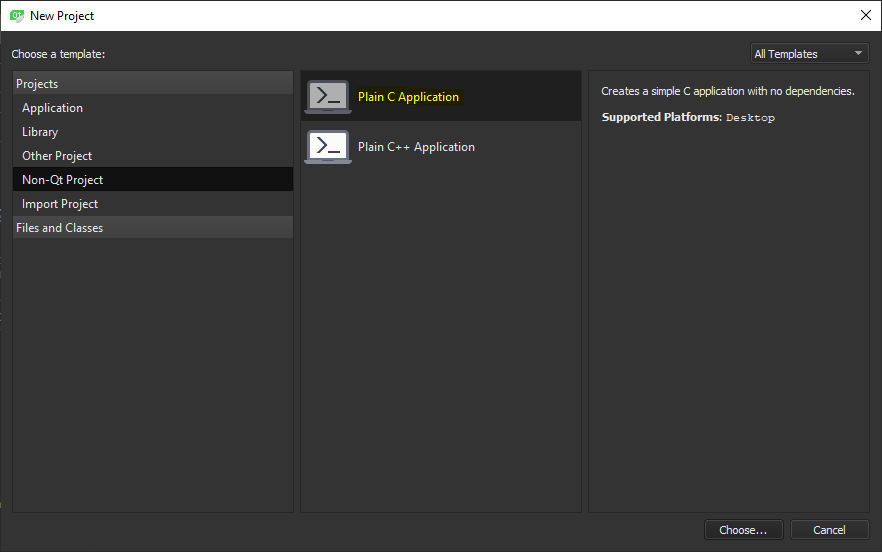 New Project
Choose a template:
All Templates
Projects
Application
Library
Other Project
Non-Qt Project
Import Project
Files and Classes
Plain C Application
Plain C++ Application
Creates a simple C application with no dependencies.
Supported Platforms: Desktop
Choose...
Cancel